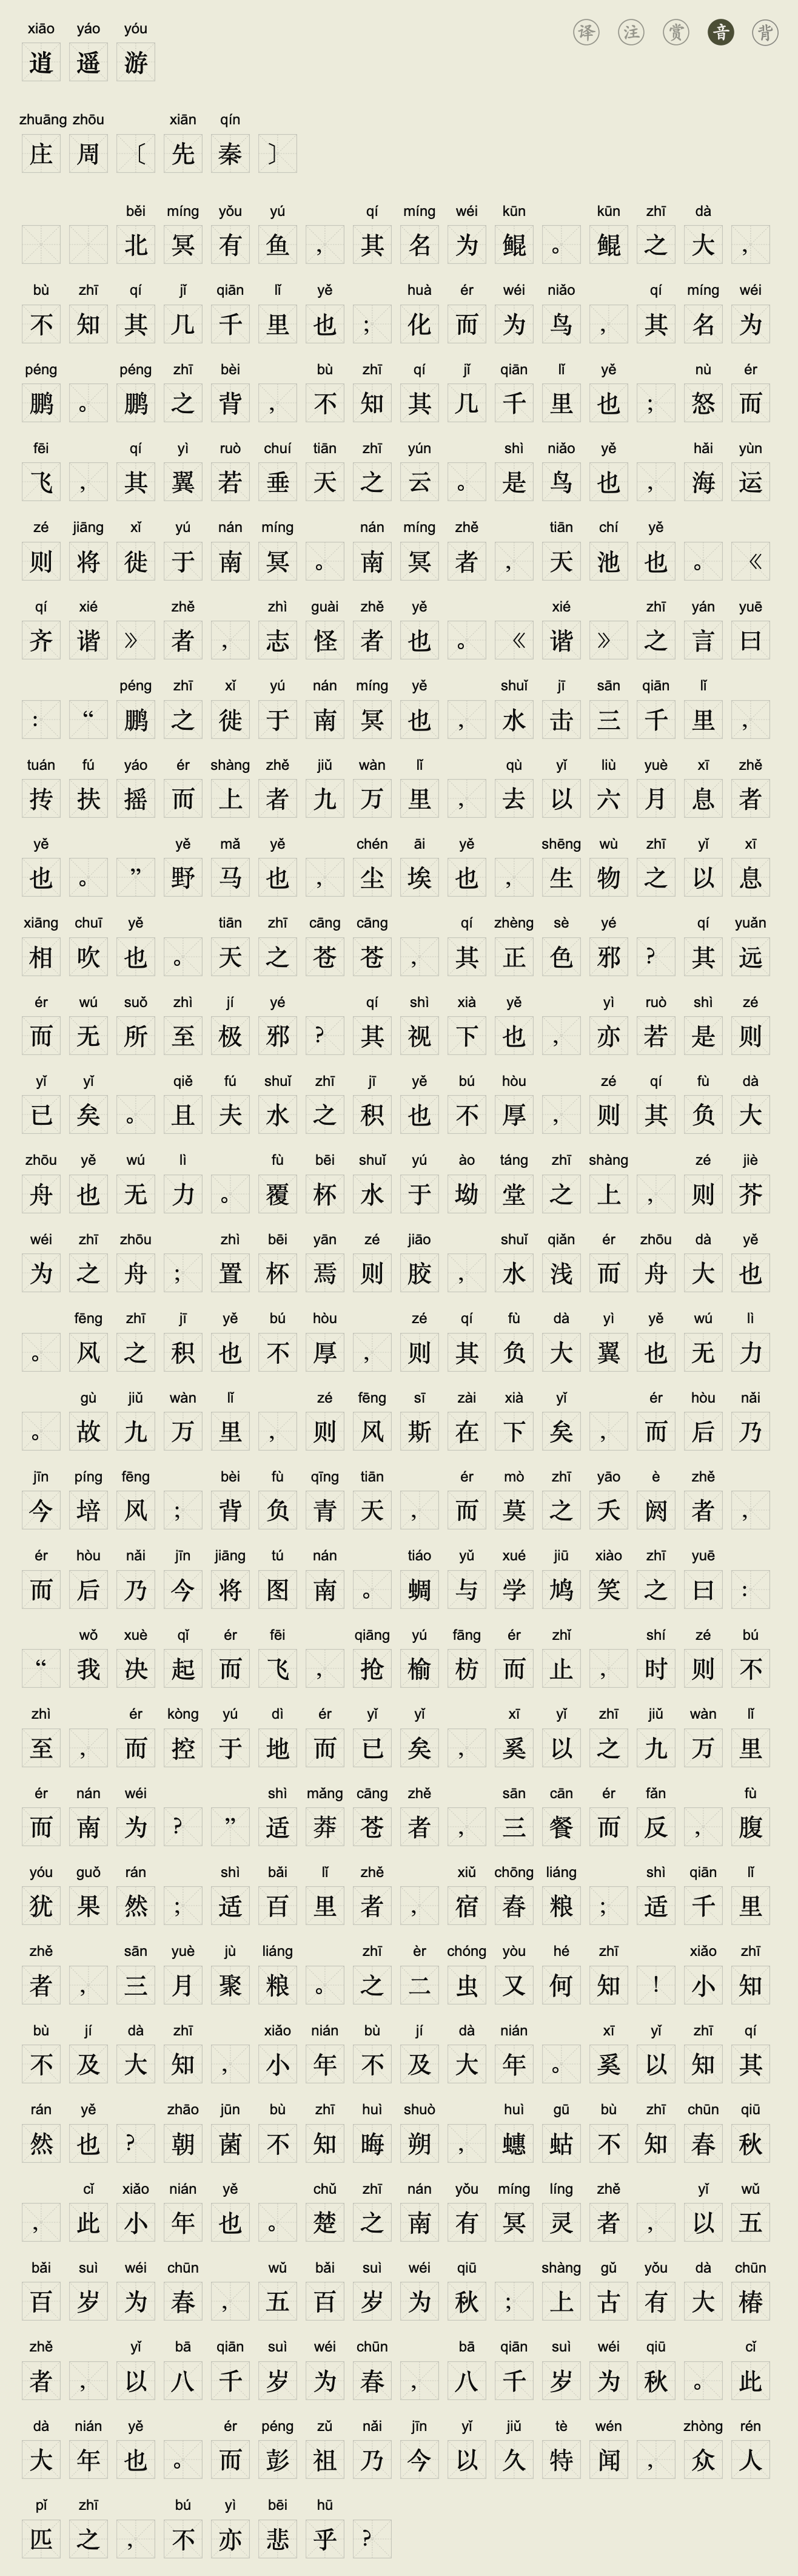 xiāo yáo yóu
逍遥游
译 注 赏 音 背
zhuāng zhōu xiān qín
庄周〔先秦〕
běi míng yǒu yú qí míng wéi kūn kūn zhī dà
北冥有鱼，其名为鲲。鲲之大，
bù zhī qí jǐ qiān lǐ yě huà ér wéi niǎo qí míng wéi
不知其几千里也；化而为鸟，其名为
péng péng zhī bèi bù zhī qí jǐ qiān lǐ yě nù ér
鹏。鹏之背，不知其几千里也；怒而
fēi qí yì ruò chuí tiān zhī yún shì niǎo yě hǎi yùn
飞，其翼若垂天之云。是鸟也，海运
zé jiāng xǐ yú nán míng nán míng zhě tiān chí yě
则将徙于南冥。南冥者，天池也。《
qí xié zhě zhì guài zhě yě xié zhī yán yuē
齐谐》者，志怪者也。《谐》之言曰
péng zhī xǐ yú nán míng yě shuǐ jī sān qiān lǐ
：“鹏之徙于南冥也，水击三千里，
tuán fú yáo ér shàng zhě jiǔ wàn lǐ qù yǐ liù yuè xī zhě
抟扶摇而上者九万里，去以六月息者
yě yě mǎ yě chén āi yě shēng wù zhī yǐ xī
也。”野马也，尘埃也，生物之以息
xiāng chuī yě tiān zhī cāng cāng qí zhèng sè yé qí yuǎn
相吹也。天之苍苍，其正色邪？其远
ér wú suǒ zhì jí yé qí shì xià yě yì ruò shì zé
而无所至极邪？其视下也，亦若是则
yǐ yǐ qiě fú shuǐ zhī jī yě bú hòu zé qí fù dà
已矣。且夫水之积也不厚，则其负大
zhōu yě wú lì fù bēi shuǐ yú ào táng zhī shàng zé jiè
舟也无力。覆杯水于坳堂之上，则芥
wéi zhī zhōu zhì bēi yān zé jiāo shuǐ qiǎn ér zhōu dà yě
为之舟；置杯焉则胶，水浅而舟大也
fēng zhī jī yě bú hòu zé qí fù dà yì yě wú lì
。风之积也不厚，则其负大翼也无力
gù jiǔ wàn lǐ zé fēng sī zài xià yǐ ér hòu nǎi
。故九万里，则风斯在下矣，而后乃
jīn píng fēng bèi fù qīng tiān ér mò zhī yāo è zhě
今培风；背负青天，而莫之夭阏者，
ér hòu nǎi jīn jiāng tú nán tiáo yǔ xué jiū xiào zhī yuē
而后乃今将图南。蜩与学鸠笑之曰：
wǒ xuè qǐ ér fēi qiāng yú fāng ér zhǐ shí zé bú
“我决起而飞，抢榆枋而止，时则不
zhì ér kòng yú dì ér yǐ yǐ xī yǐ zhī jiǔ wàn lǐ
至，而控于地而已矣，奚以之九万里
ér nán wéi shì mǎng cāng zhě sān cān ér fǎn fù
而南为？”适莽苍者，三餐而反，腹
yóu guǒ rán shì bǎi lǐ zhě xiǔ chōng liáng shì qiān lǐ
犹果然；适百里者，宿舂粮；适千里
zhě sān yuè jù liáng zhī èr chóng yòu hé zhī xiǎo zhī
者，三月聚粮。之二虫又何知！小知
bù jí dà zhī xiǎo nián bù jí dà nián xī yǐ zhī qí
不及大知，小年不及大年。奚以知其
rán yě zhāo jūn bù zhī huì shuò huì gū bù zhī chūn qiū
然也？朝菌不知晦朔，蟪蛄不知春秋
cǐ xiǎo nián yě chǔ zhī nán yǒu míng líng zhě yǐ wǔ
，此小年也。楚之南有冥灵者，以五
bǎi suì wéi chūn wǔ bǎi suì wéi qiū shàng gǔ yǒu dà chūn
百岁为春，五百岁为秋；上古有大椿
zhě yǐ bā qiān suì wéi chūn bā qiān suì wéi qiū cǐ
者，以八千岁为春，八千岁为秋。此
dà nián yě ér péng zǔ nǎi jīn yǐ jiǔ tè wén zhòng rén
大年也。而彭祖乃今以久特闻，众人
pǐ zhī bú yì bēi hū
匹之，不亦悲乎？